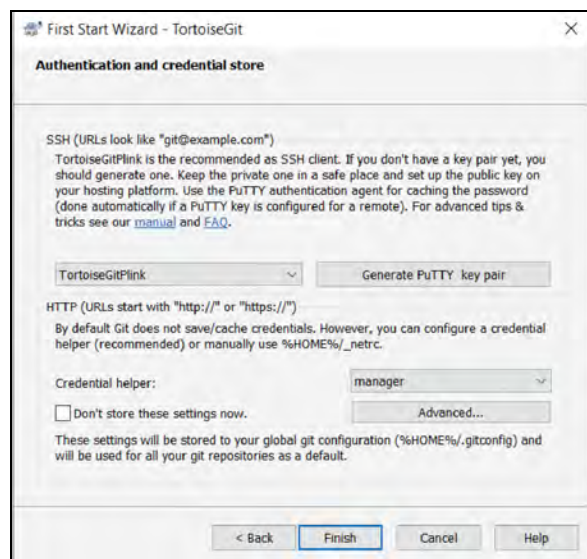 First Start Wizard - TortoiseGit
Authentication and credential store
SSH (URLs look like "git@example.com")
TortoiseGitPlink is the recommended as SSH client. If you don't have a key pair yet, you
should generate one. Keep the private one in a safe place and set up the public key on
your hosting platform. Use the PuTTY authentication agent for caching the password
(done automatically if a PuTTY key is configured for a remote). For advanced tips &
tricks see our manual and FAQ.
TortoiseGitPlink Generate PuTTY key pair
HTTP (URLs start with "http://" or "https://")
By default Git does not save/cache credentials. However, you can configure a credential
helper (recommended) or manually use %HOME%/_netrc.
Credential helper: manager
Don't store these settings now. Advanced...
These settings will be stored to your global git configuration (%HOME%/.gitconfig) and
will be used for all your git repositories as a default.
< Back Finish Cancel Help